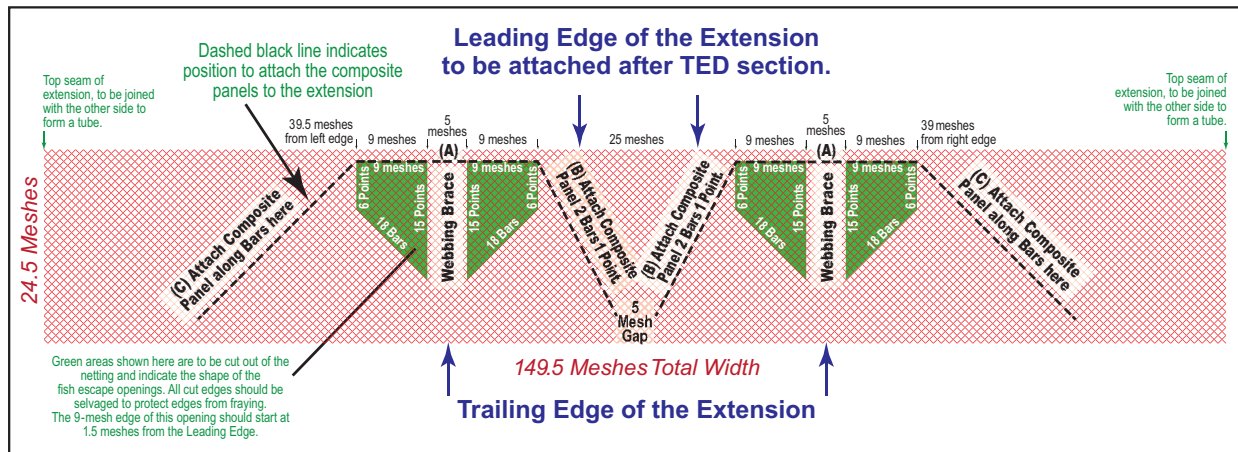 Leading Edge of the Extension
to be attached after TED section.
Dashed black line indicates
position to attach the composite
panels to the extension
Top seam of
extension, to be joined
with the other side to
form a tube.
Top seam of
extension, to be joined
with the other side to
form a tube.
39.5 meshes
from left edge
9 meshes
5
meshes
(A)
9 meshes
25 meshes
9 meshes
5
meshes
(A)
9 meshes
39 meshes
from right edge
24.5 Meshes
(C) Attach Composite
Panel along Bars here
9 meshes
6 Points
15 Points
18 Bars
Webbing Brace
9 meshes
15 Points
6 Points
18 Bars
(B) Attach Composite
Panel 2 Bars 1 Point.
5
Mesh
Gap
(B) Attach Composite
Panel 2 Bars 1 Point.
9 meshes
6 Points
15 Points
18 Bars
Webbing Brace
9 meshes
15 Points
6 Points
18 Bars
(C) Attach Composite
Panel along Bars here
Green areas shown here are to be cut out of the
netting and indicate the shape of the
fish escape openings. All cut edges should be
selvaged to protect edges from fraying.
The 9-mesh edge of this opening should start at
1.5 meshes from the Leading Edge.
149.5 Meshes Total Width
Trailing Edge of the Extension